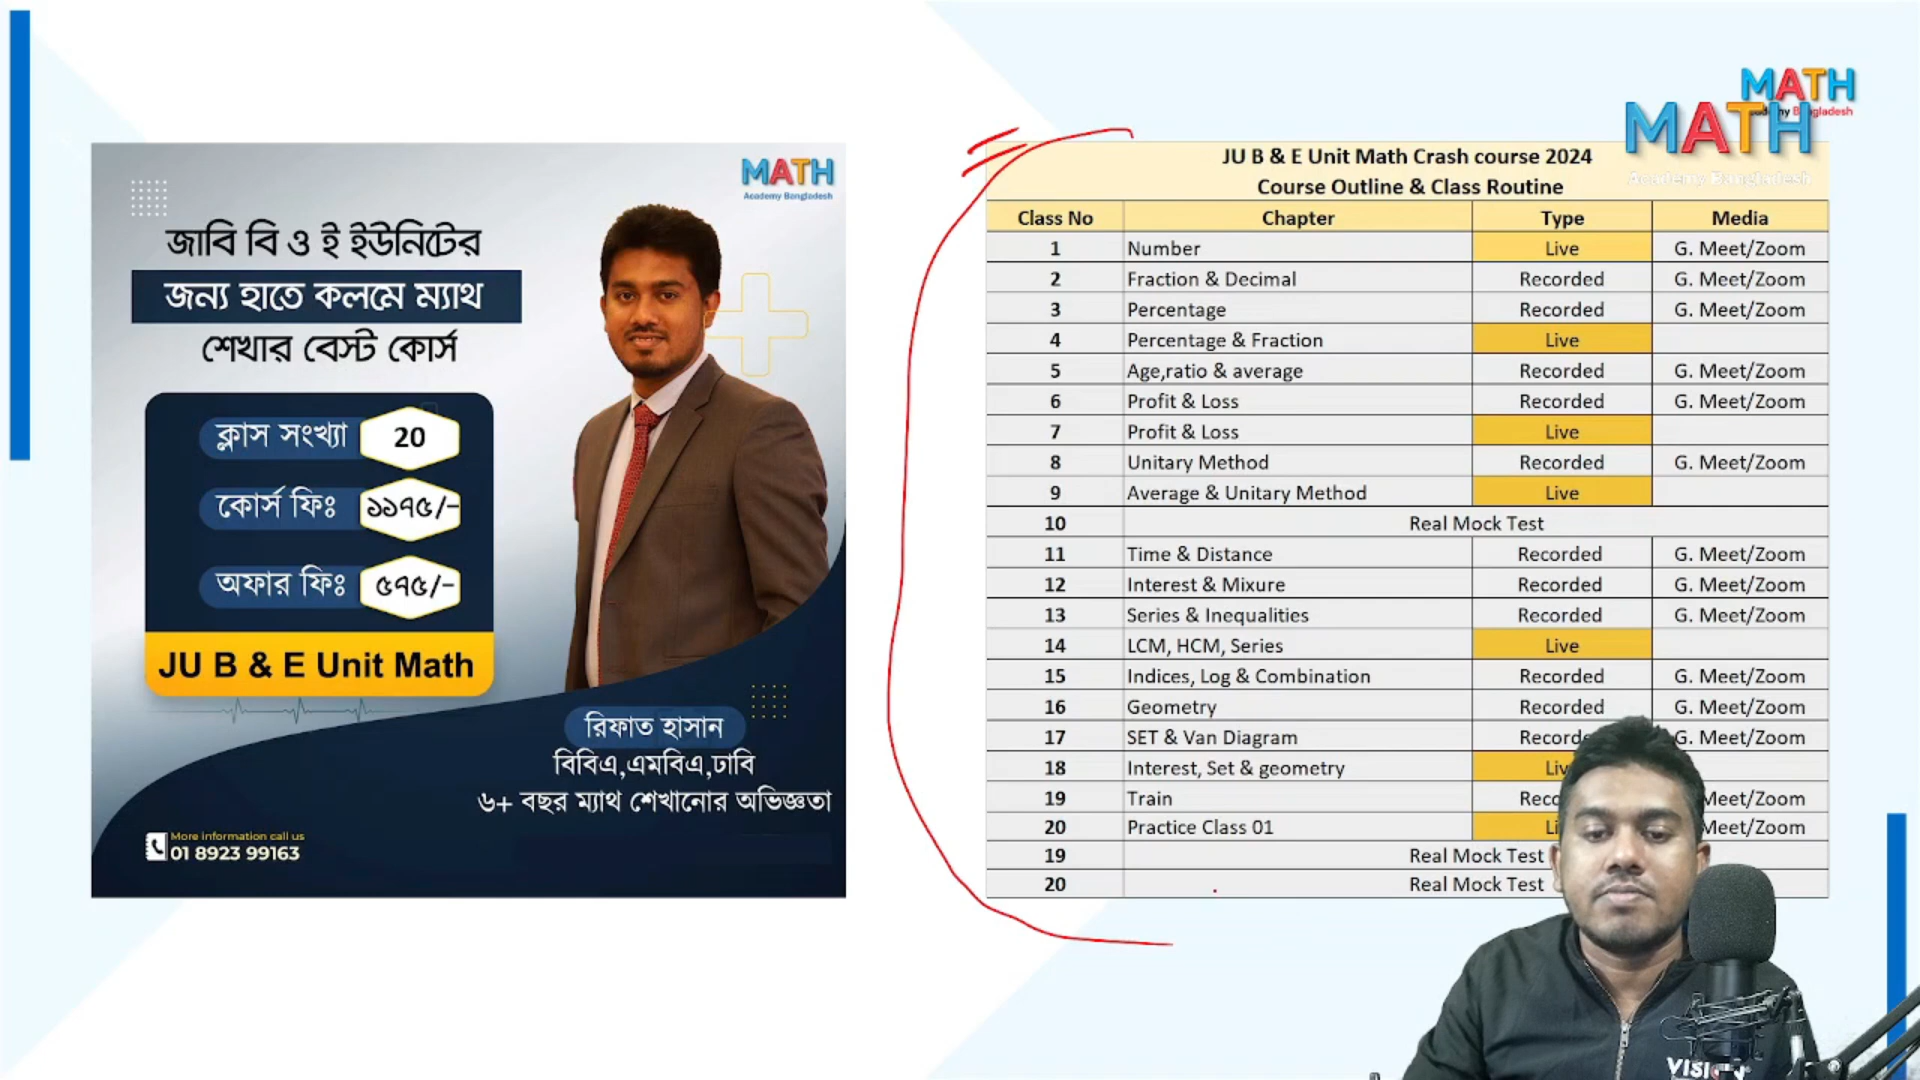 MATH
Academy Bangladesh
জাবি বি ও ই ইউনিটের
জন্য হাতে কলমে ম্যাথ
শেখার বেস্ট কোর্স
ক্লাস সংখ্যা 20
কোর্স ফিঃ ১১৭৫/-
অফার ফিঃ ৫৭৫/-
JU B & E Unit Math
রিফাত হাসান
বিবিএ,এমবিএ,ঢাবি
৬+ বছর ম্যাথ শেখানোর অভিজ্ঞতা
More information call us
01 8923 99163
MATH
MATH
Academy Bangladesh
JU B & E Unit Math Crash course 2024
Course Outline & Class Routine
Class No Chapter Type Media
1 Number Live G. Meet/Zoom
2 Fraction & Decimal Recorded G. Meet/Zoom
3 Percentage Recorded G. Meet/Zoom
4 Percentage & Fraction Live
5 Age,ratio & average Recorded G. Meet/Zoom
6 Profit & Loss Recorded G. Meet/Zoom
7 Profit & Loss Live
8 Unitary Method Recorded G. Meet/Zoom
9 Average & Unitary Method Live
10 Real Mock Test
11 Time & Distance Recorded G. Meet/Zoom
12 Interest & Mixure Recorded G. Meet/Zoom
13 Series & Inequalities Recorded G. Meet/Zoom
14 LCM, HCM, Series Live
15 Indices, Log & Combination Recorded G. Meet/Zoom
16 Geometry Recorded G. Meet/Zoom
17 SET & Van Diagram G. Meet/Zoom
18 Interest, Set & geometry
19 Train Meet/Zoom
20 Practice Class 01 Meet/Zoom
19 Real Mock Test
20 Real Mock Test